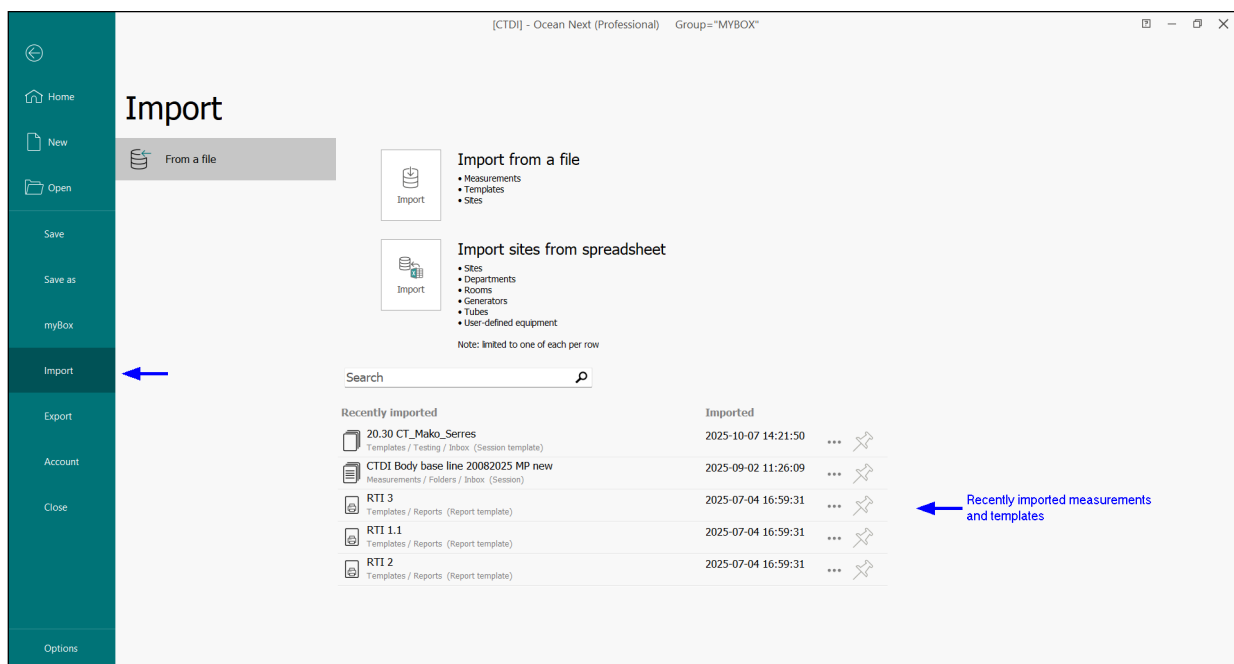 [CTDI] - Ocean Next (Professional) Group="MYBOX"
Home
New
Open
Save
Save as
myBox
Import
Export
Account
Close
Options
Import
From a file
Import
Import from a file
• Measurements
• Templates
• Sites
Import
Import sites from spreadsheet
• Sites
• Departments
• Rooms
• Generators
• Tubes
• User-defined equipment
Note: limited to one of each per row
Search
Recently imported Imported
20.30 CT_Mako_Serres 2025-10-07 14:21:50
Templates / Testing / Inbox (Session template)
CTDI Body base line 20082025 MP new 2025-09-02 11:26:09
Measurements / Folders / Inbox (Session)
RTI 3 2025-07-04 16:59:31
Templates / Reports (Report template)
RTI 1.1 2025-07-04 16:59:31
Templates / Reports (Report template)
RTI 2 2025-07-04 16:59:31
Templates / Reports (Report template)
Recently imported measurements
and templates